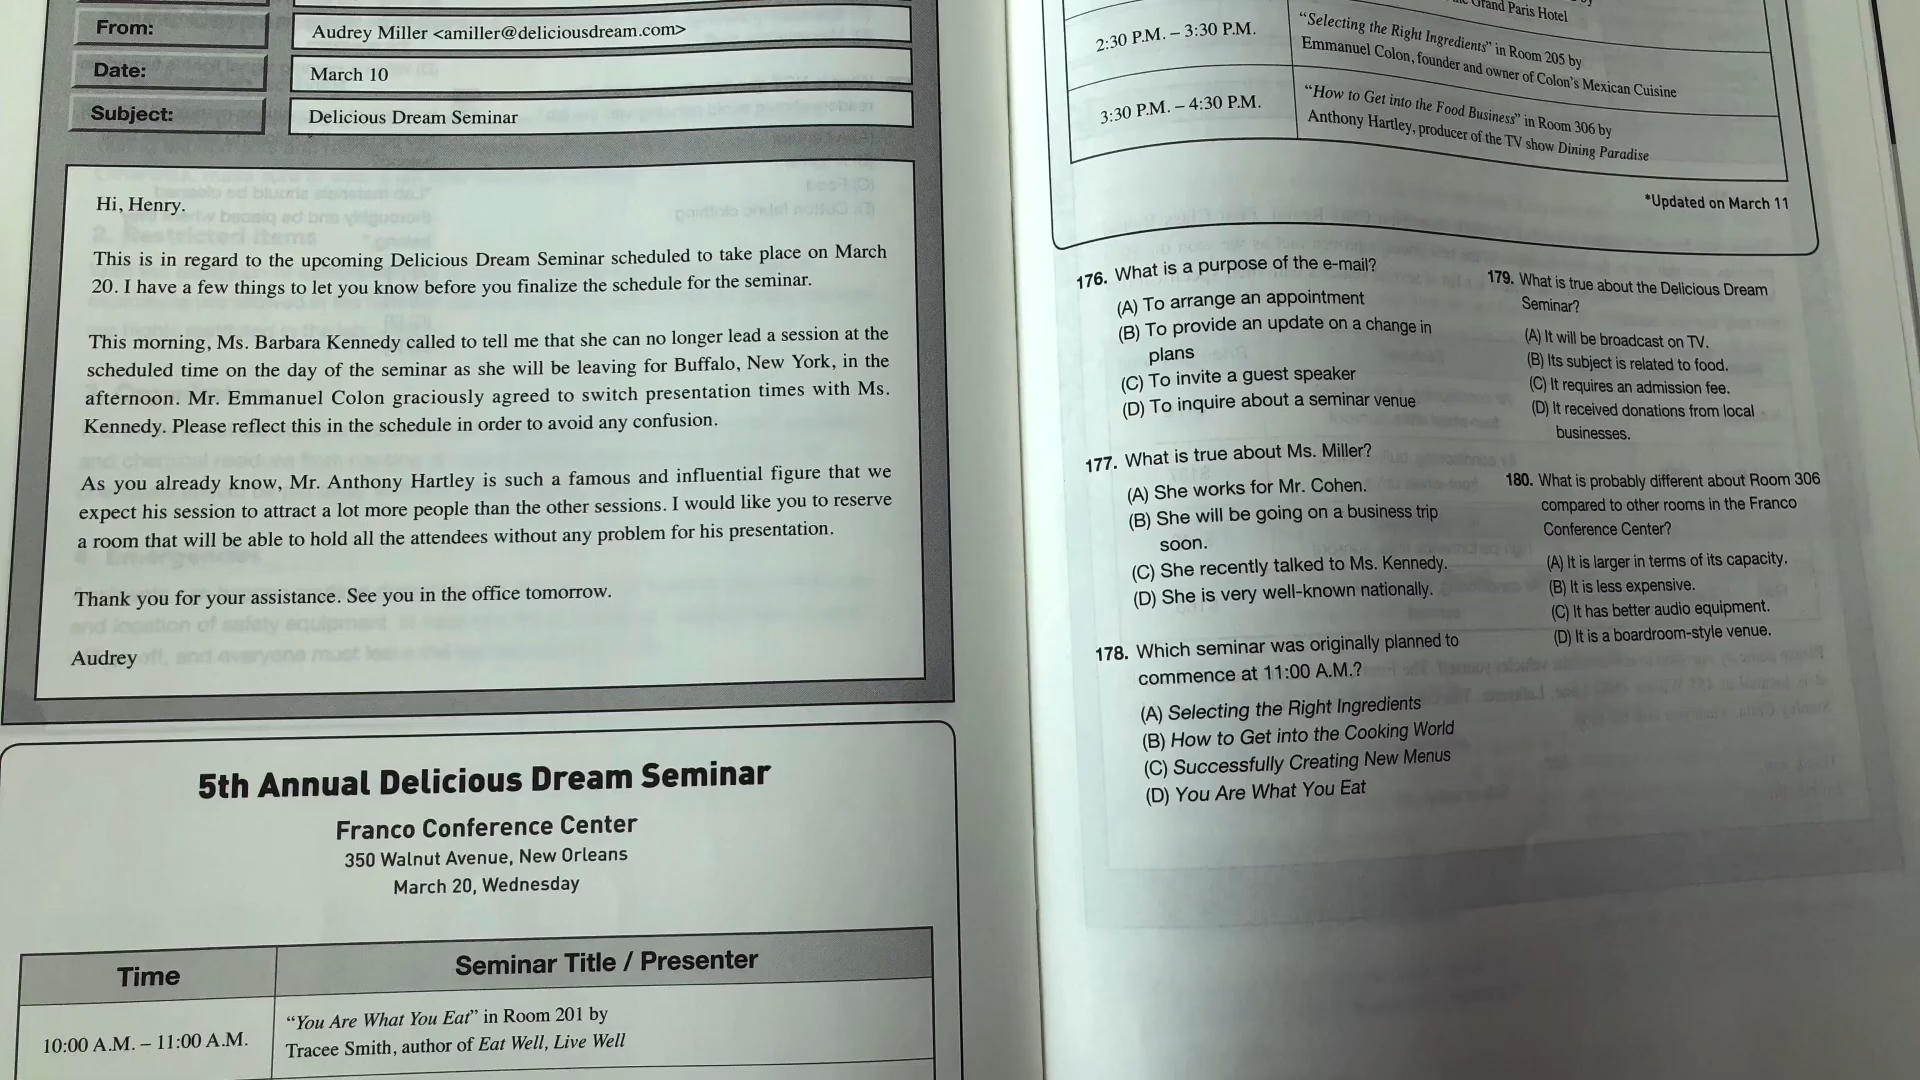 From:
Audrey Miller <amiller@deliciousdream.com>
Date:
March 10
Subject:
Delicious Dream Seminar
Hi, Henry.
This is in regard to the upcoming Delicious Dream Seminar scheduled to take place on March
20. I have a few things to let you know before you finalize the schedule for the seminar.
This morning, Ms. Barbara Kennedy called to tell me that she can no longer lead a session at the
scheduled time on the day of the seminar as she will be leaving for Buffalo, New York, in the
afternoon. Mr. Emmanuel Colon graciously agreed to switch presentation times with Ms.
Kennedy. Please reflect this in the schedule in order to avoid any confusion.
As you already know, Mr. Anthony Hartley is such a famous and influential figure that we
expect his session to attract a lot more people than the other sessions. I would like you to reserve
a room that will be able to hold all the attendees without any problem for his presentation.
Thank you for your assistance. See you in the office tomorrow.
Audrey
5th Annual Delicious Dream Seminar
Franco Conference Center
350 Walnut Avenue, New Orleans
March 20, Wednesday
Time
Seminar Title / Presenter
10:00 A.M. – 11:00 A.M.
“You Are What You Eat” in Room 201 by
Tracee Smith, author of Eat Well, Live Well
Grand Paris Hotel
2:30 P.M. – 3:30 P.M.
“Selecting the Right Ingredients” in Room 205 by
Emmanuel Colon, founder and owner of Colon’s Mexican Cuisine
3:30 P.M. – 4:30 P.M.
“How to Get into the Food Business” in Room 306 by
Anthony Hartley, producer of the TV show Dining Paradise
*Updated on March 11
176. What is a purpose of the e-mail?
(A) To arrange an appointment
(B) To provide an update on a change in
plans
(C) To invite a guest speaker
(D) To inquire about a seminar venue
177. What is true about Ms. Miller?
(A) She works for Mr. Cohen.
(B) She will be going on a business trip
soon.
(C) She recently talked to Ms. Kennedy.
(D) She is very well-known nationally.
178. Which seminar was originally planned to
commence at 11:00 A.M.?
(A) Selecting the Right Ingredients
(B) How to Get into the Cooking World
(C) Successfully Creating New Menus
(D) You Are What You Eat
179. What is true about the Delicious Dream
Seminar?
(A) It will be broadcast on TV.
(B) Its subject is related to food.
(C) It requires an admission fee.
(D) It received donations from local
businesses.
180. What is probably different about Room 306
compared to other rooms in the Franco
Conference Center?
(A) It is larger in terms of its capacity.
(B) It is less expensive.
(C) It has better audio equipment.
(D) It is a boardroom-style venue.